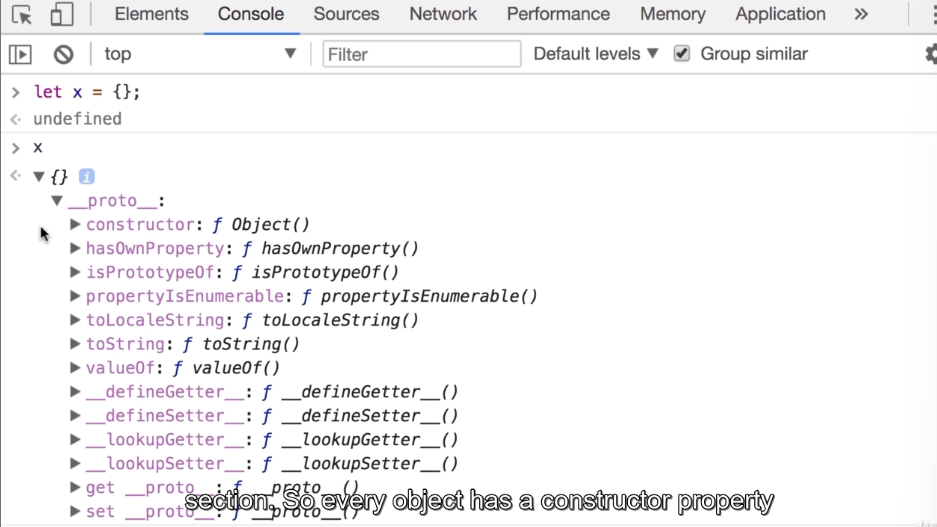 Elements Console Sources Network Performance Memory Application »
top ▼ Filter Default levels ▼ Group similar
> let x = {};
<· undefined
> x
<· ▼ {} i
▼ __proto__:
▶ constructor: ƒ Object()
▶ hasOwnProperty: ƒ hasOwnProperty()
▶ isPrototypeOf: ƒ isPrototypeOf()
▶ propertyIsEnumerable: ƒ propertyIsEnumerable()
▶ toLocaleString: ƒ toLocaleString()
▶ toString: ƒ toString()
▶ valueOf: ƒ valueOf()
▶ __defineGetter__: ƒ __defineGetter__()
▶ __defineSetter__: ƒ __defineSetter__()
▶ __lookupGetter__: ƒ __lookupGetter__()
▶ __lookupSetter__: ƒ __lookupSetter__()
▶ get __proto__: ƒ __proto__()
section. So every object has a constructor property
▶ set __proto__: ƒ __proto__()